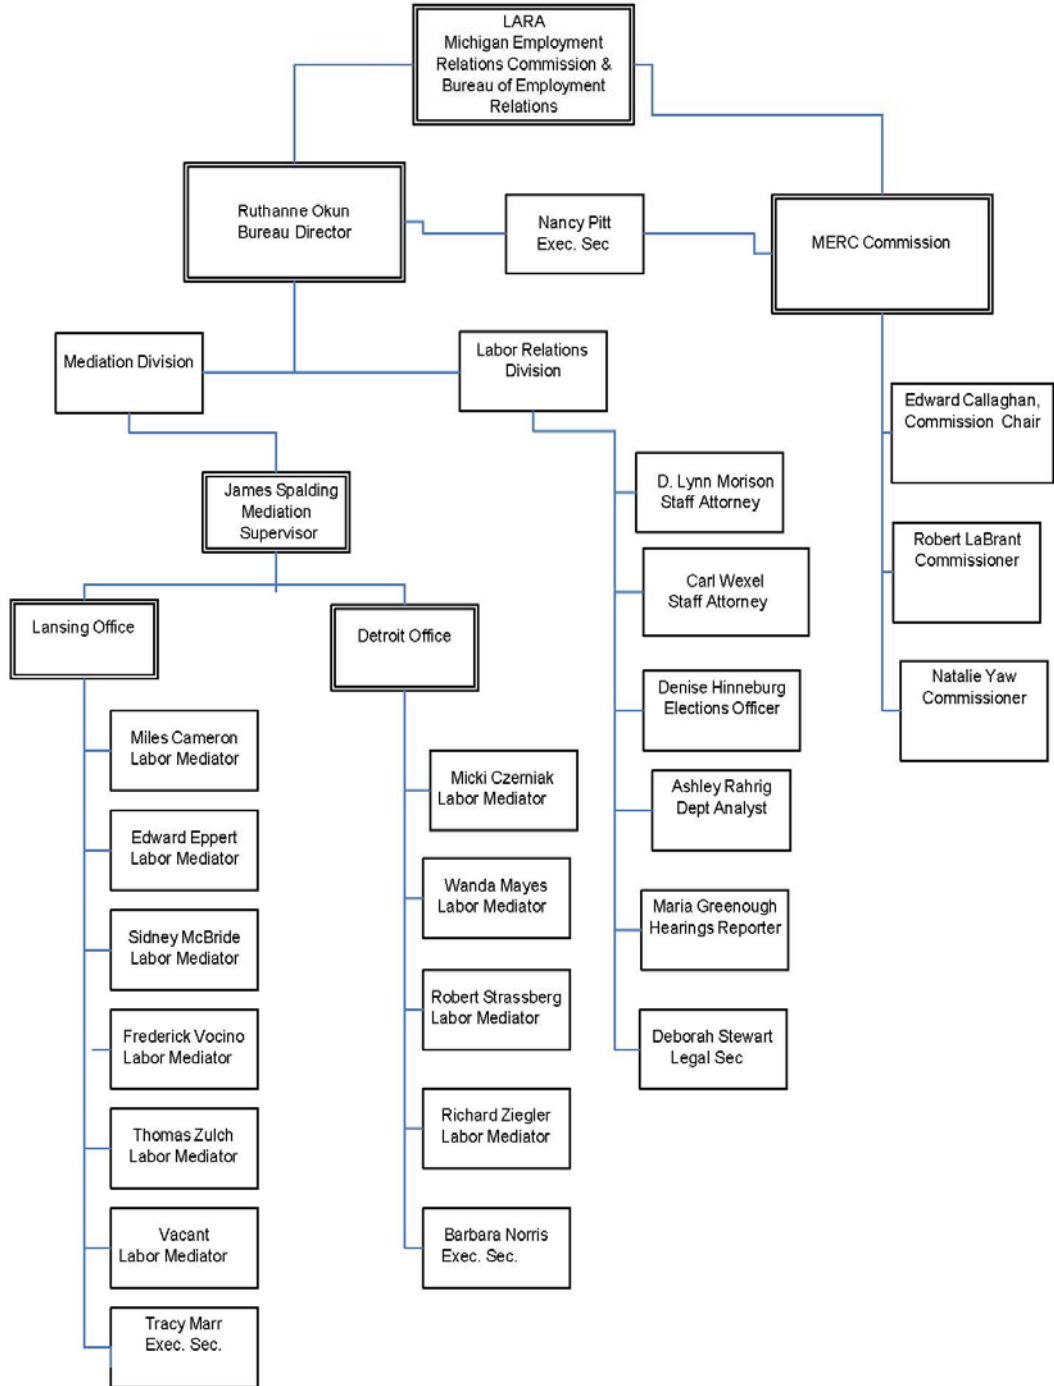 LARA
Michigan Employment
Relations Commission &
Bureau of Employment
Relations
Ruthanne Okun
Bureau Director
Nancy Pitt
Exec. Sec
MERC Commission
Mediation Division
Labor Relations
Division
Edward Callaghan,
Commission Chair
Robert LaBrant
Commissioner
Natalie Yaw
Commissioner
James Spalding
Mediation
Supervisor
D. Lynn Morison
Staff Attorney
Carl Wexel
Staff Attorney
Denise Hinneburg
Elections Officer
Ashley Rahrig
Dept Analyst
Maria Greenough
Hearings Reporter
Deborah Stewart
Legal Sec
Lansing Office
Miles Cameron
Labor Mediator
Edward Eppert
Labor Mediator
Sidney McBride
Labor Mediator
Frederick Vocino
Labor Mediator
Thomas Zulch
Labor Mediator
Vacant
Labor Mediator
Tracy Marr
Exec. Sec.
Detroit Office
Micki Czerniak
Labor Mediator
Wanda Mayes
Labor Mediator
Robert Strassberg
Labor Mediator
Richard Ziegler
Labor Mediator
Barbara Norris
Exec. Sec.